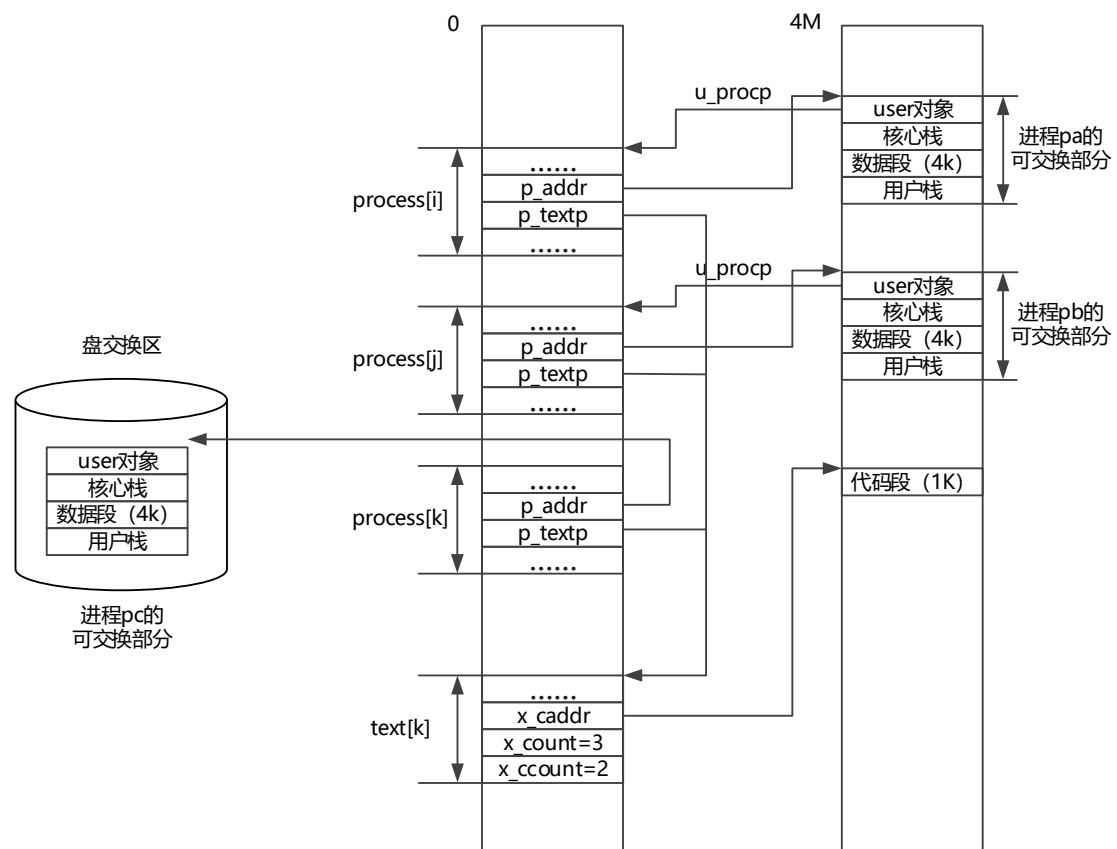 0
4M
u_procp
user对象
核心栈
数据段（4k）
用户栈
进程pa的
可交换部分
process[i]
......
p_addr
p_textp
......
u_procp
user对象
核心栈
数据段（4k）
用户栈
进程pb的
可交换部分
process[j]
......
p_addr
p_textp
......
盘交换区
user对象
核心栈
数据段（4k）
用户栈
进程pc的
可交换部分
process[k]
......
p_addr
p_textp
......
代码段（1K）
text[k]
......
x_caddr
x_count=3
x_ccount=2